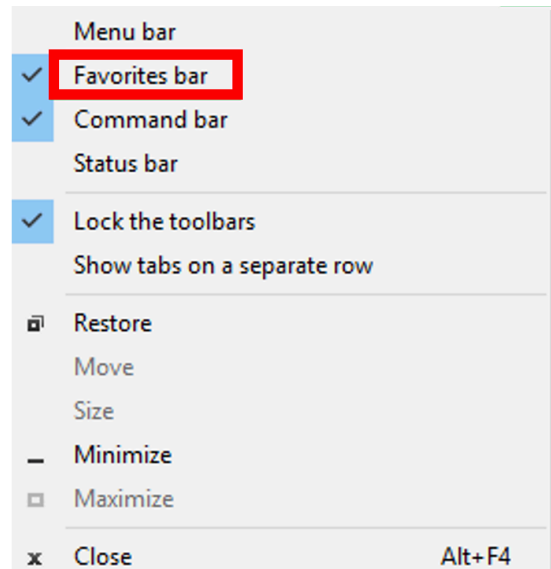 Menu bar
Favorites bar
Command bar
Status bar
Lock the toolbars
Show tabs on a separate row
Restore
Move
Size
Minimize
Maximize
Close Alt+F4